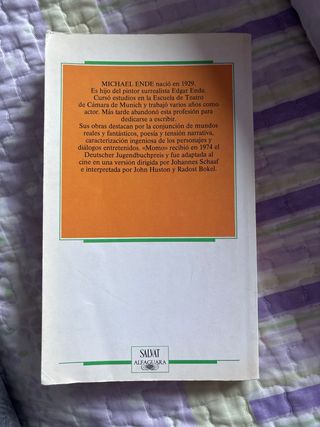 MICHAEL ENDE nació en 1929.
Es hijo del pintor surrealista Edgar Enda.
Cursó estudios en la Escuela de Teatro
de Cámara de Munich y trabajó varios años como
actor. Más tarde abandonó esta profesión para
dedicarse a escribir.
Sus obras destacan por la conjunción de mundos
reales y fantásticos, poesía y tensión narrativa,
caracterización ingeniosa de los personajes y
diálogos entretenidos. «Momo» recibió en 1974 el
Deutscher Jugendbuchpreis y fue adaptada al
cine en una versión dirigida por Johannes Schaaf
e interpretada por John Huston y Radost Bokel.
SALVAT
ALFAGUARA